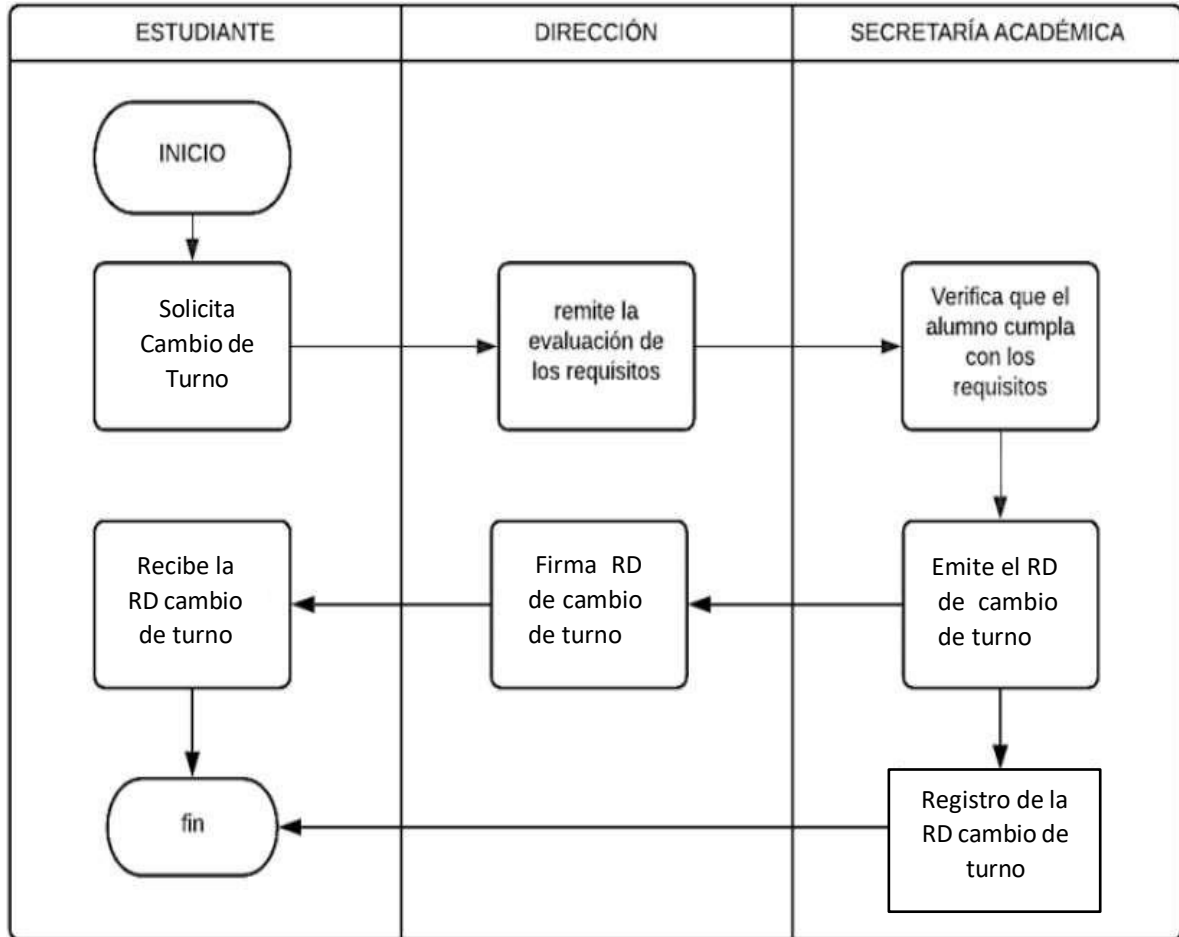 ESTUDIANTE
DIRECCIÓN
SECRETARÍA ACADÉMICA
INICIO
Solicita
Cambio de
Turno
remite la
evaluación de
los requisitos
Verifica que el
alumno cumpla
con los
requisitos
Emite el RD
de cambio
de turno
Firma RD
de cambio
de turno
Recibe la
RD cambio
de turno
Registro de la
RD cambio de
turno
fin